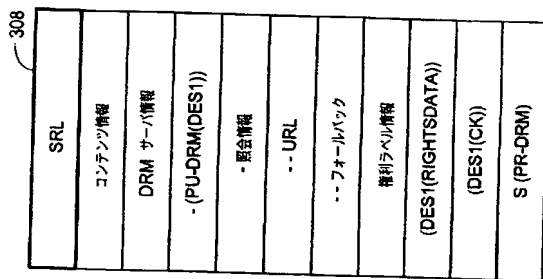 308
SRL
コンテンツ情報
DRM サーバ情報
- (PU-DRM(DES1))
- 照会情報
- - URL
- - フォールバック
権利ラベル情報
(DES1(RIGHTSDATA))
(DES1(CK))
S (PR-DRM)